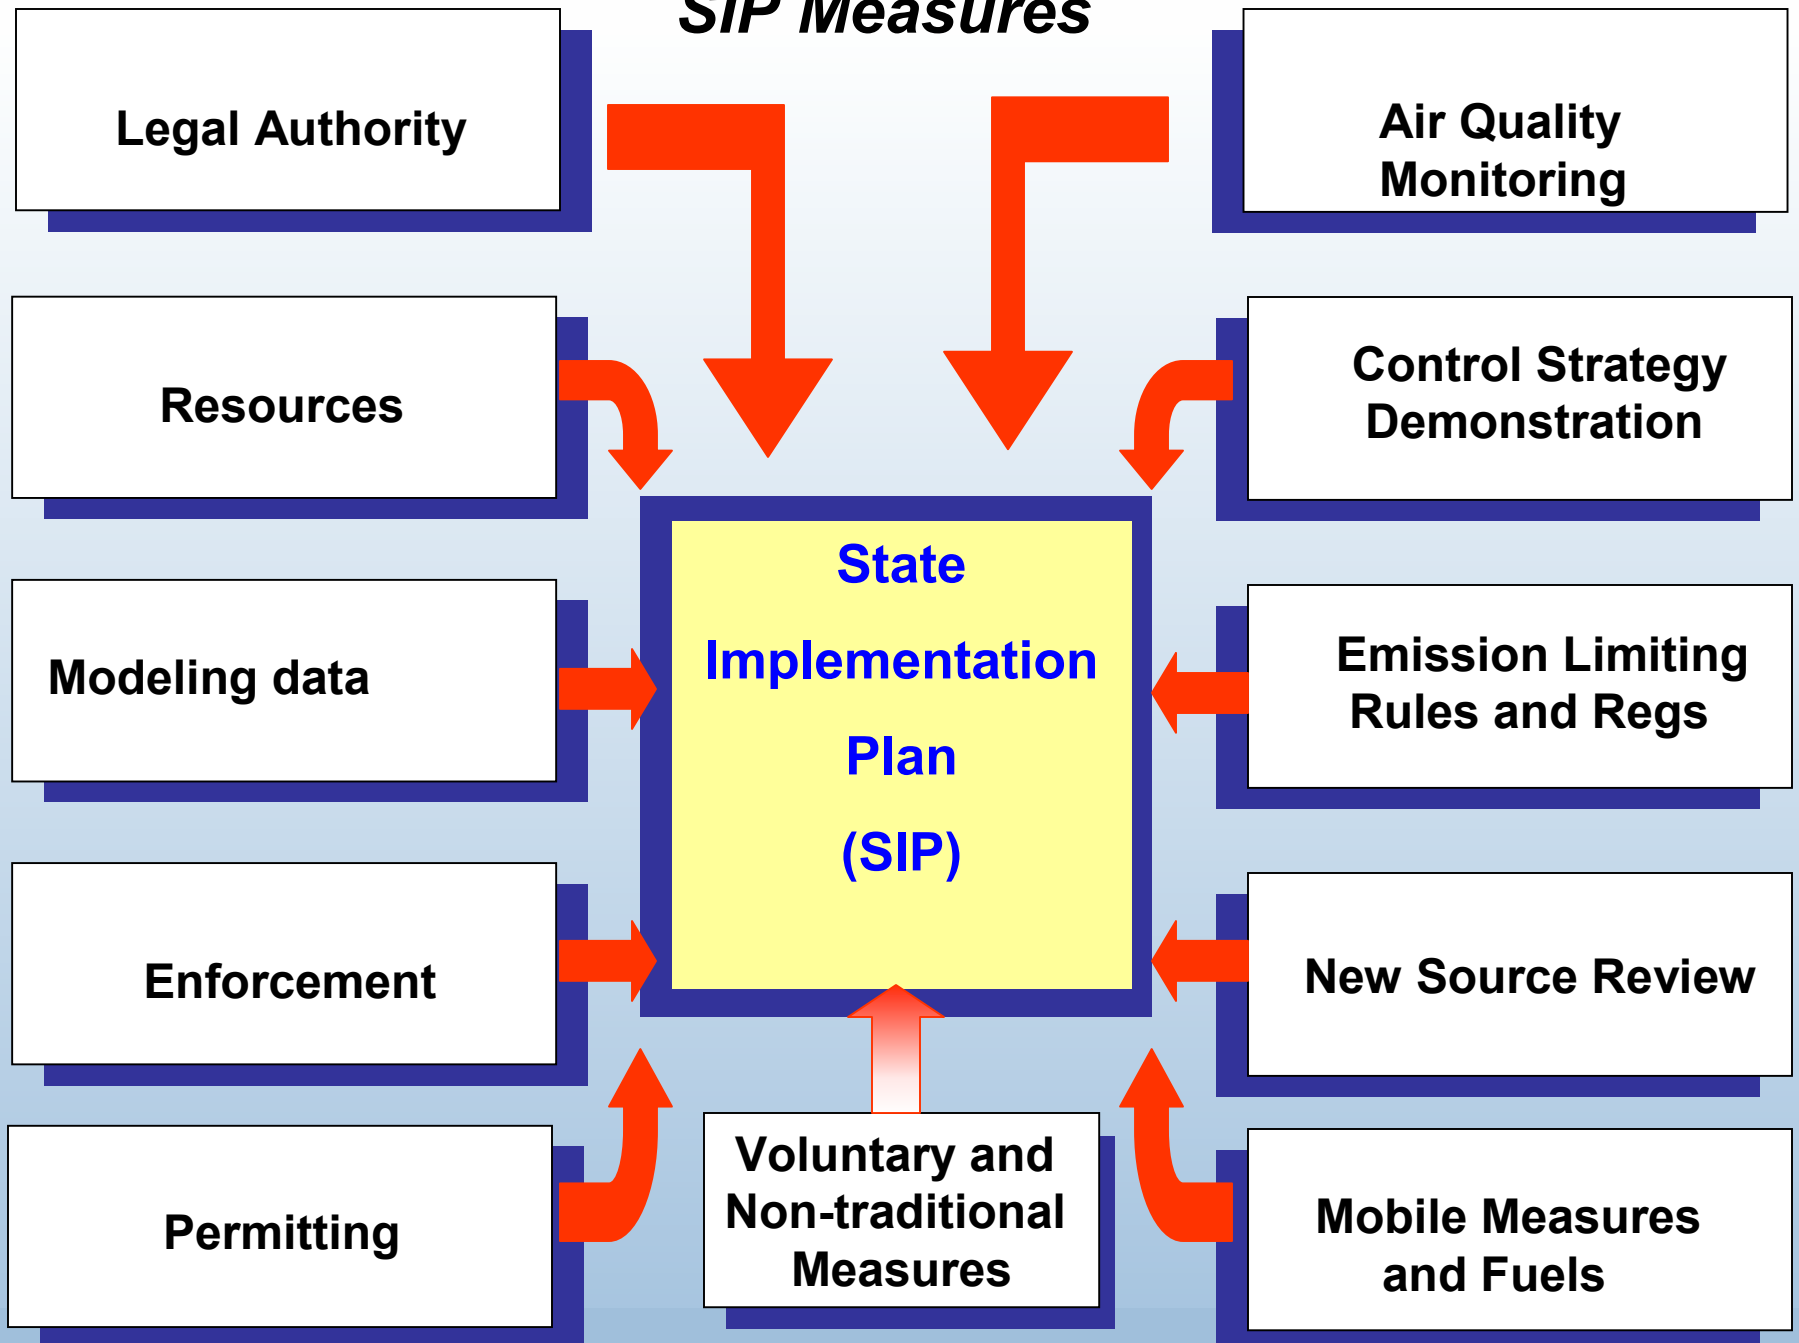 SIP Measures
Legal Authority
Air Quality
Monitoring
Resources
Control Strategy
Demonstration
State
Implementation
Plan
(SIP)
Modeling data
Emission Limiting
Rules and Regs
Enforcement
New Source Review
Permitting
Voluntary and
Non-traditional
Measures
Mobile Measures
and Fuels